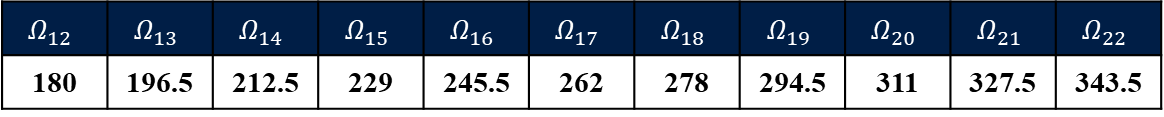 Ω₁₂ Ω₁₃ Ω₁₄ Ω₁₅ Ω₁₆ Ω₁₇ Ω₁₈ Ω₁₉ Ω₂₀ Ω₂₁ Ω₂₂
180 196.5 212.5 229 245.5 262 278 294.5 311 327.5 343.5